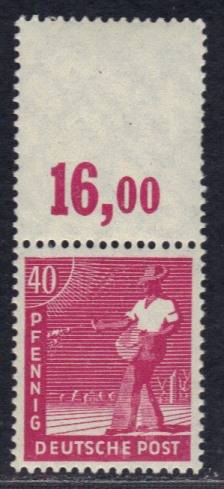 16,00
40
PFENNIG
DEUTSCHE POST